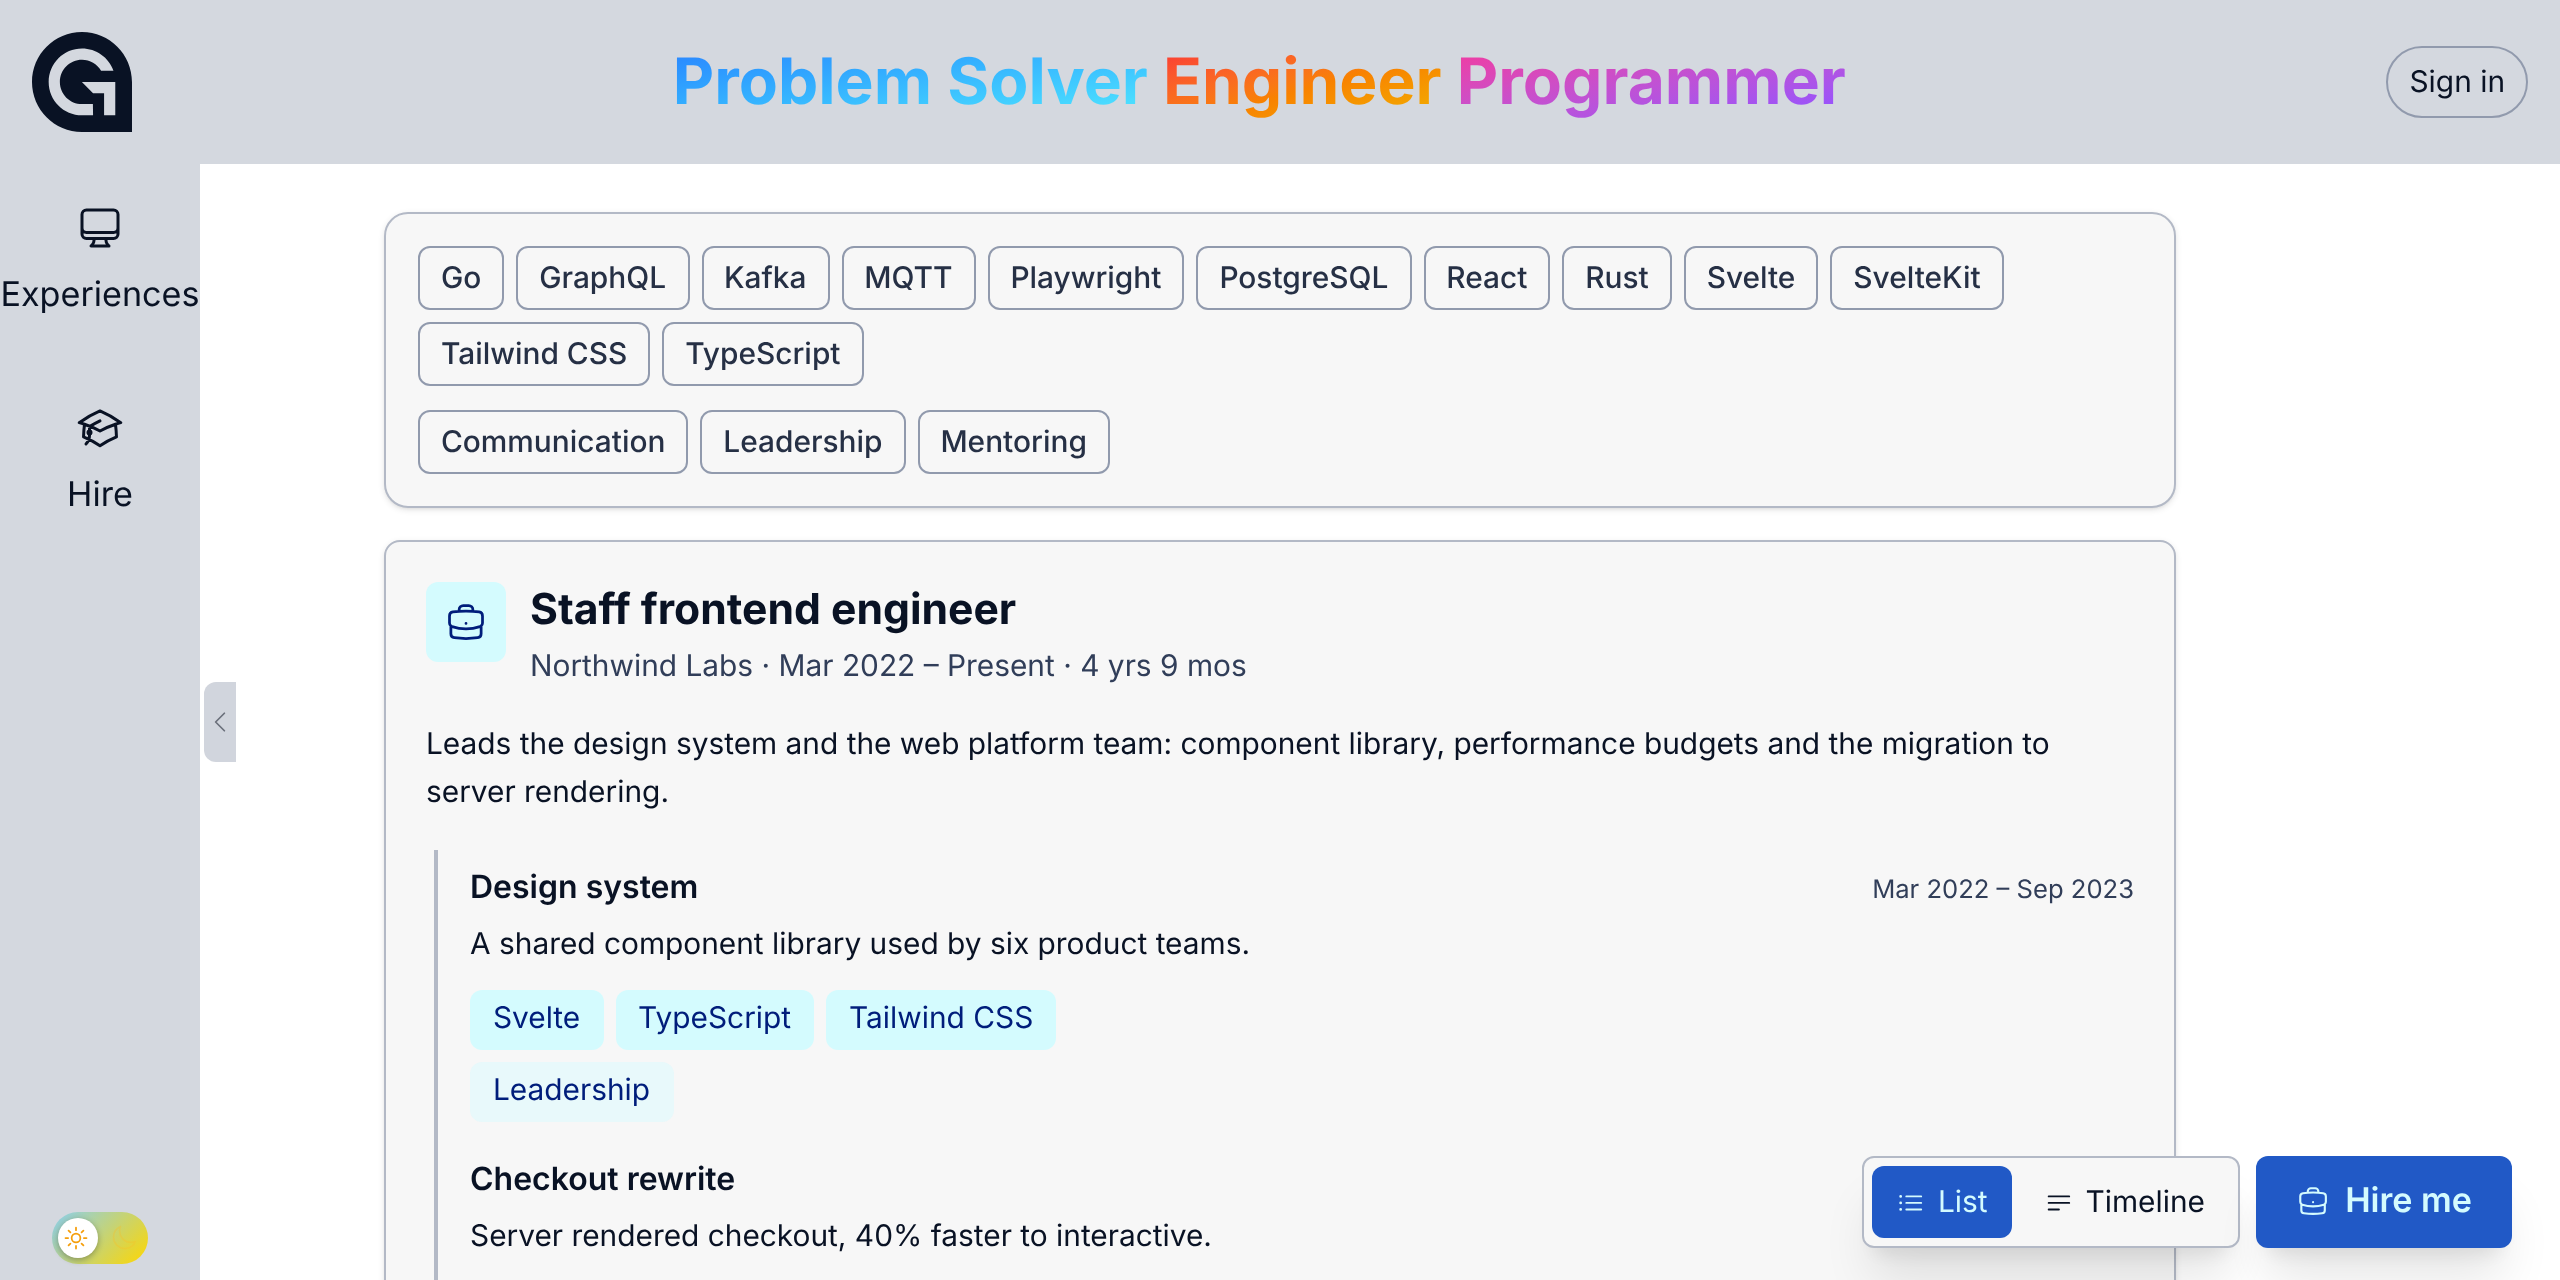 Problem Solver Engineer Programmer
Sign in
Experiences
Hire
Go GraphQL Kafka MQTT Playwright PostgreSQL React Rust Svelte SvelteKit
Tailwind CSS TypeScript
Communication Leadership Mentoring
Staff frontend engineer
Northwind Labs · Mar 2022 – Present · 4 yrs 9 mos
Leads the design system and the web platform team: component library, performance budgets and the migration to
server rendering.
Design system
Mar 2022 – Sep 2023
A shared component library used by six product teams.
Svelte TypeScript Tailwind CSS
Leadership
Checkout rewrite
Server rendered checkout, 40% faster to interactive.
List Timeline
Hire me